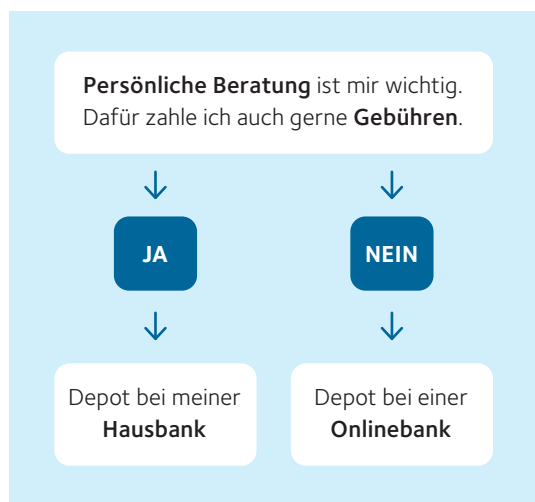 Persönliche Beratung ist mir wichtig.
Dafür zahle ich auch gerne Gebühren.
JA
NEIN
Depot bei meiner
Hausbank
Depot bei einer
Onlinebank